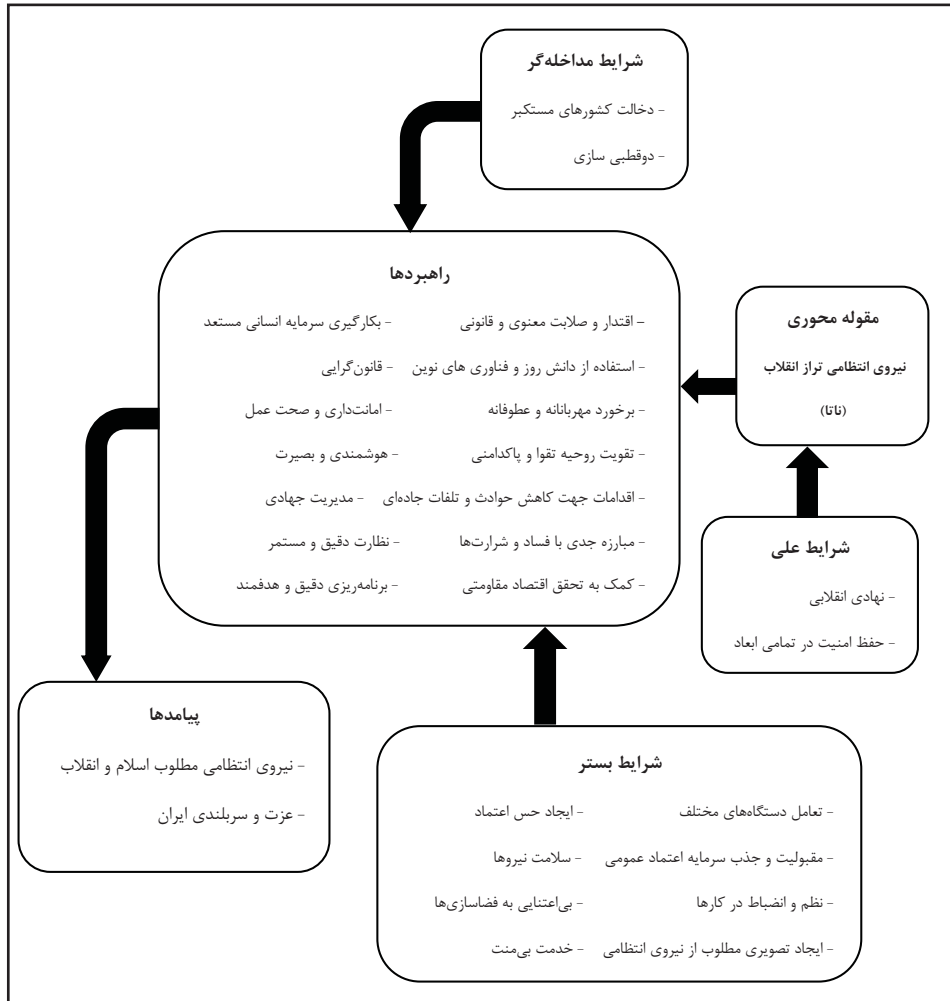 شرایط مداخله‌گر
- دخالت کشورهای مستکبر
- دوقطبی سازی
راهبردها
- اقتدار و صلابت معنوی و قانونی - بکارگیری سرمایه انسانی مستعد
- استفاده از دانش روز و فناوری های نوین - قانون‌گرایی
- برخورد مهربانانه و عطوفانه - امانت‌داری و صحت عمل
- تقویت روحیه تقوا و پاکدامنی - هوشمندی و بصیرت
- اقدامات جهت کاهش حوادث و تلفات جاده‌ای - مدیریت جهادی
- مبارزه جدی با فساد و شرارت‌ها - نظارت دقیق و مستمر
- کمک به تحقق اقتصاد مقاومتی - برنامه‌ریزی دقیق و هدفمند
مقوله محوری
نیروی انتظامی تراز انقلاب
(ناتا)
شرایط علی
- نهادی انقلابی
- حفظ امنیت در تمامی ابعاد
پیامدها
- نیروی انتظامی مطلوب اسلام و انقلاب
- عزت و سربلندی ایران
شرایط بستر
- تعامل دستگاه‌های مختلف - ایجاد حس اعتماد
- مقبولیت و جذب سرمایه اعتماد عمومی - سلامت نیروها
- نظم و انضباط در کارها - بی‌اعتنایی به فضاسازی‌ها
- ایجاد تصویری مطلوب از نیروی انتظامی - خدمت بی‌منت